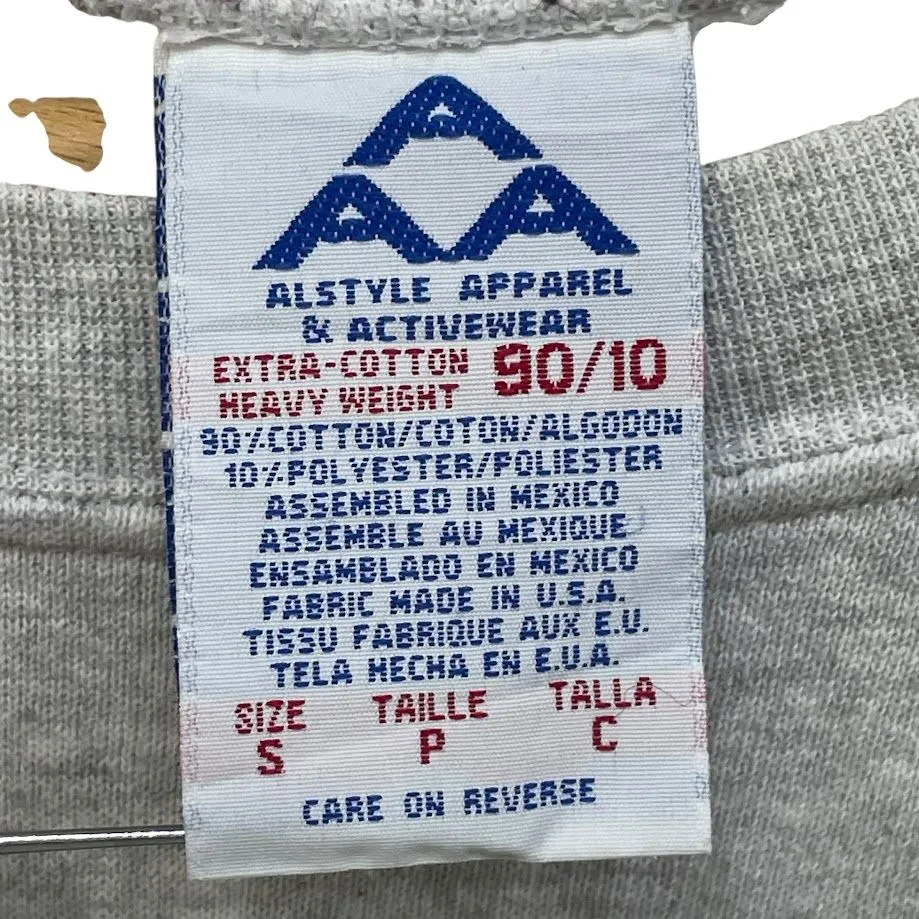 AAA
ALSTYLE APPAREL
& ACTIVEWEAR
EXTRA-COTTON 90/10
HEAVY WEIGHT
90%COTTON/COTON/ALGODON
10%POLYESTER/POLIESTER
ASSEMBLED IN MEXICO
ASSEMBLE AU MEXIQUE
ENSAMBLADO EN MEXICO
FABRIC MADE IN U.S.A.
TISSU FABRIQUE AUX E.U.
TELA HECHA EN E.U.A.
SIZE TAILLE TALLA
S P C
CARE ON REVERSE